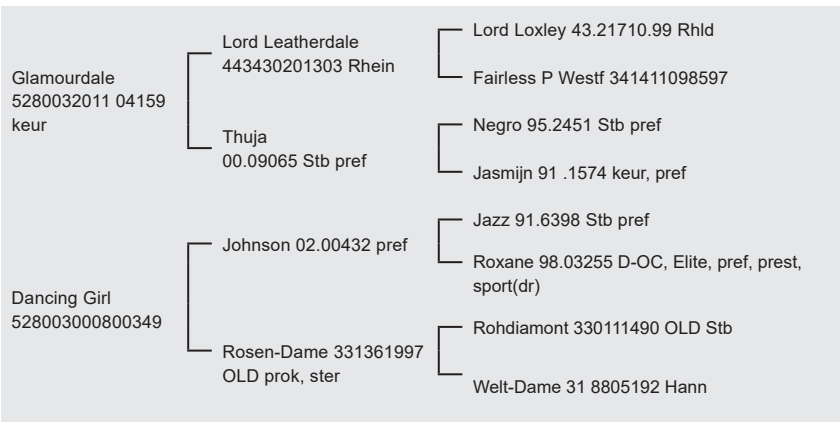 Glamourdale
5280032011 04159
keur
Lord Leatherdale
443430201303 Rhein
Lord Loxley 43.21710.99 Rhld
Fairless P Westf 341411098597
Thuja
00.09065 Stb pref
Negro 95.2451 Stb pref
Jasmijn 91 .1574 keur, pref
Dancing Girl
528003000800349
Johnson 02.00432 pref
Jazz 91.6398 Stb pref
Roxane 98.03255 D-OC, Elite, pref, prest,
sport(dr)
Rosen-Dame 331361997
OLD prok, ster
Rohdiamont 330111490 OLD Stb
Welt-Dame 31 8805192 Hann